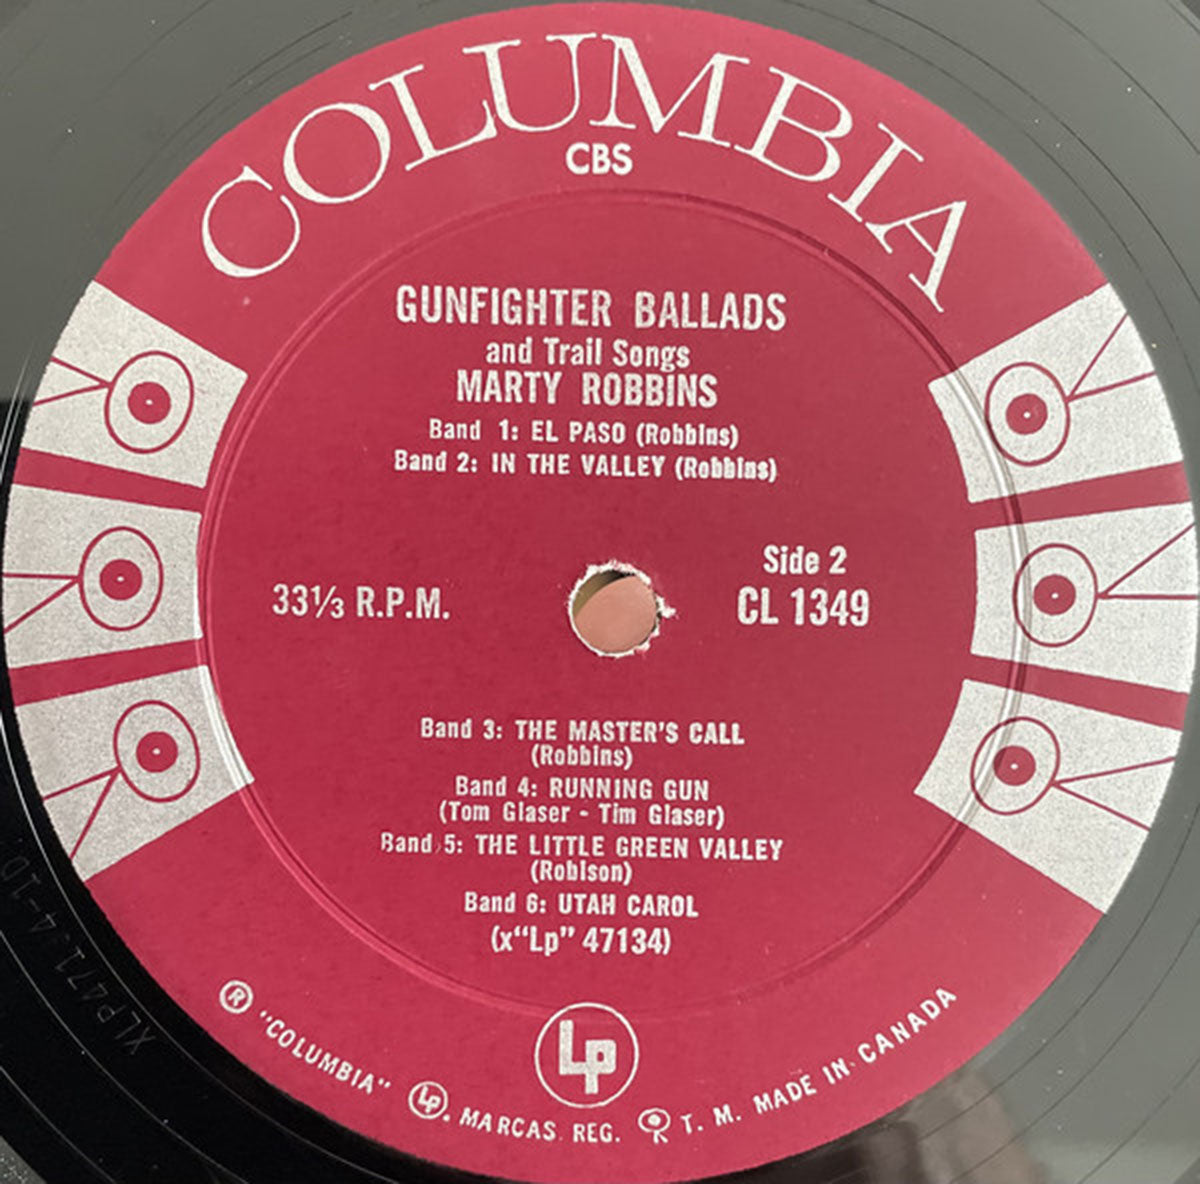 COLUMBIA
CBS
GUNFIGHTER BALLADS
and Trail Songs
MARTY ROBBINS
Band 1: EL PASO (Robbins)
Band 2: IN THE VALLEY (Robbins)
33⅓ R.P.M.
Side 2
CL 1349
Band 3: THE MASTER'S CALL
(Robbins)
Band 4: RUNNING GUN
(Tom Glaser - Tim Glaser)
Band 5: THE LITTLE GREEN VALLEY
(Robison)
Band 6: UTAH CAROL
(x"Lp" 47134)
Lp
® "COLUMBIA" Lp. MARCAS REG. T. M. MADE IN CANADA
XLP47134-1D